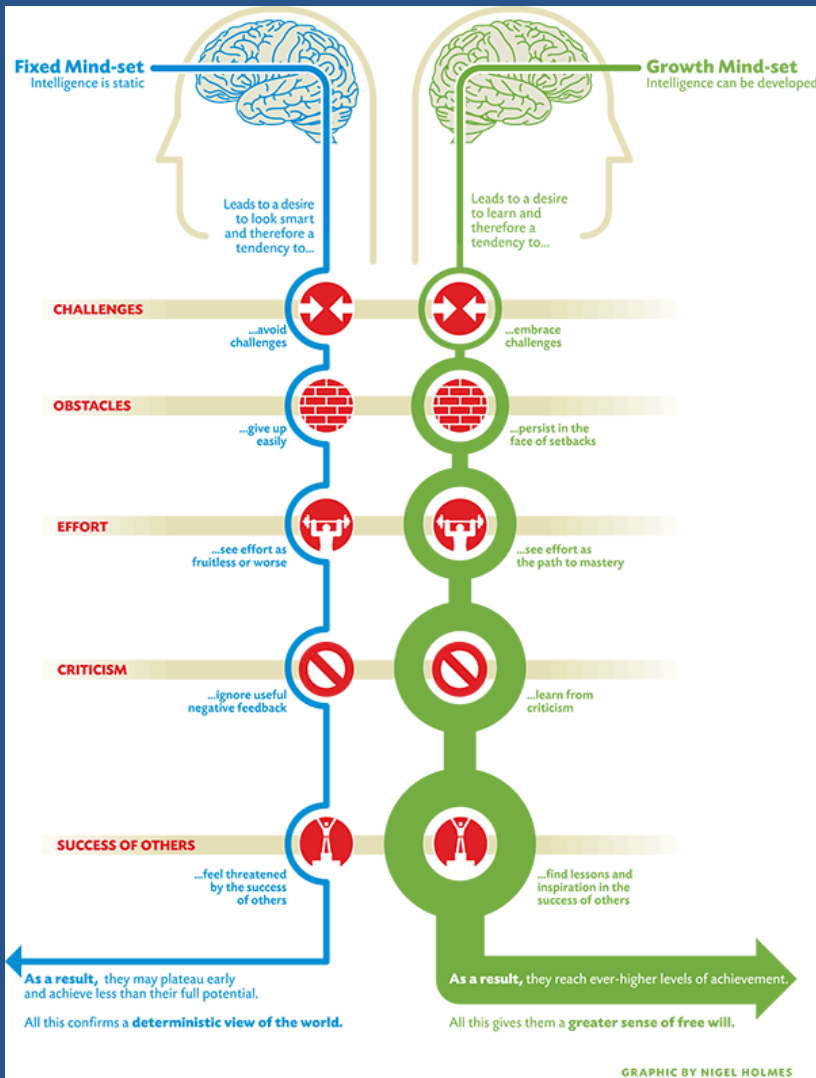 Fixed Mind-set
Intelligence is static
Growth Mind-set
Intelligence can be developed
Leads to a desire
to look smart
and therefore a
tendency to...
Leads to a desire
to learn and
therefore a
tendency to...
CHALLENGES
...avoid
challenges
...embrace
challenges
OBSTACLES
...give up
easily
...persist in the
face of setbacks
EFFORT
...see effort as
fruitless or worse
...see effort as
the path to mastery
CRITICISM
...ignore useful
negative feedback
...learn from
criticism
SUCCESS OF OTHERS
...feel threatened
by the success
of others
...find lessons and
inspiration in the
success of others
As a result, they may plateau early
and achieve less than their full potential.
All this confirms a deterministic view of the world.
As a result, they reach ever-higher levels of achievement.
All this gives them a greater sense of free will.
GRAPHIC BY NIGEL HOLMES